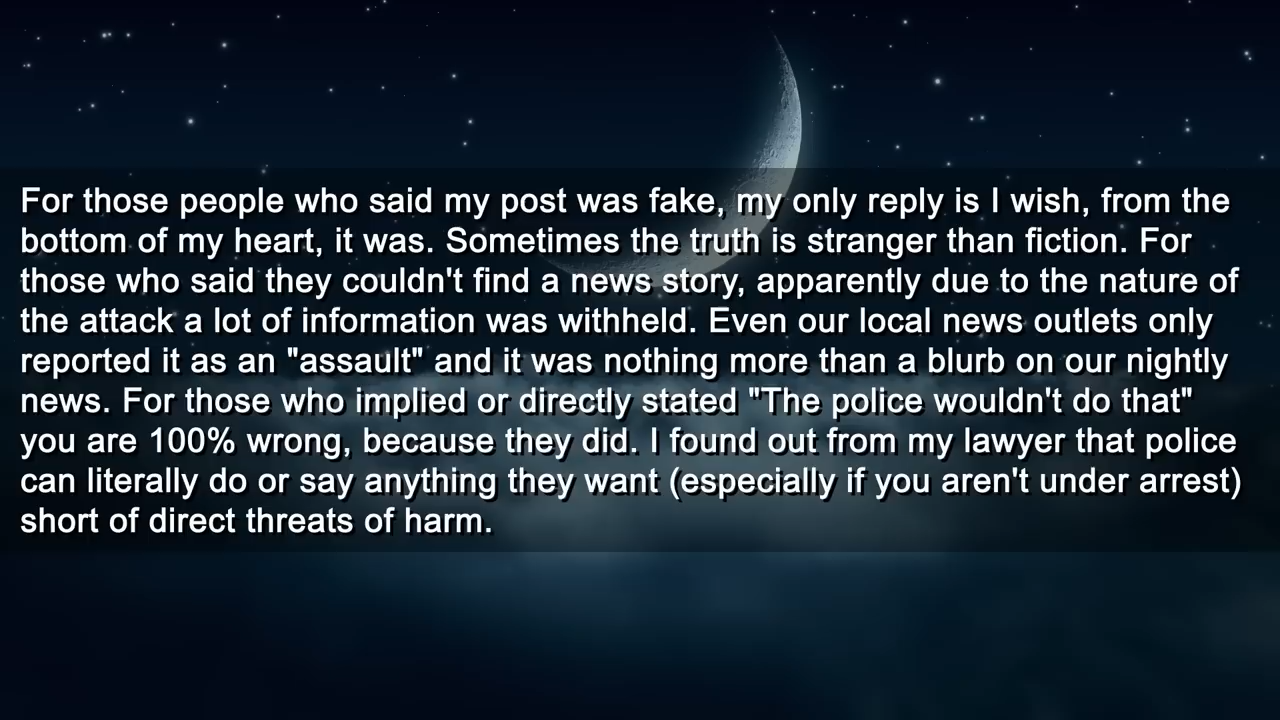 For those people who said my post was fake, my only reply is I wish, from the
bottom of my heart, it was. Sometimes the truth is stranger than fiction. For
those who said they couldn't find a news story, apparently due to the nature of
the attack a lot of information was withheld. Even our local news outlets only
reported it as an "assault" and it was nothing more than a blurb on our nightly
news. For those who implied or directly stated "The police wouldn't do that"
you are 100% wrong, because they did. I found out from my lawyer that police
can literally do or say anything they want (especially if you aren't under arrest)
short of direct threats of harm.